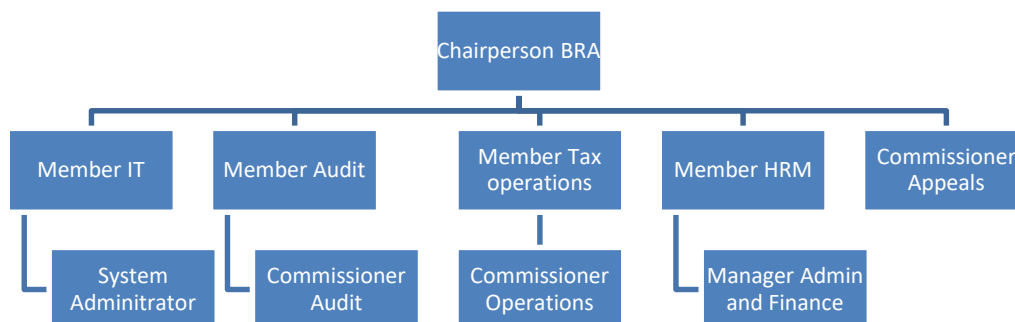 Chairperson BRA
Member IT
Member Audit
Member Tax
operations
Member HRM
Commissioner
Appeals
System
Adminitrator
Commissioner
Audit
Commissioner
Operations
Manager Admin
and Finance